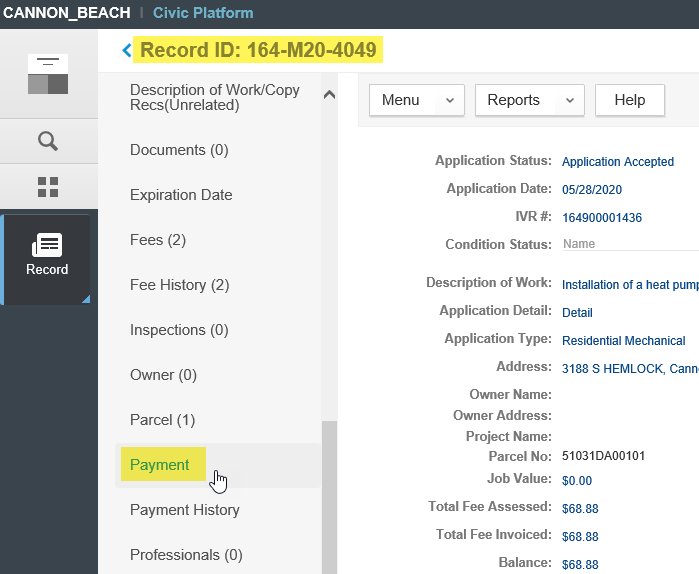 CANNON_BEACH | Civic Platform
Record ID: 164-M20-4049
Description of Work/Copy
Recs(Unrelated)
Documents (0)
Expiration Date
Fees (2)
Fee History (2)
Inspections (0)
Owner (0)
Parcel (1)
Payment
Payment History
Professionals (0)
Record
Menu
Reports
Help
Application Status: Application Accepted
Application Date: 05/28/2020
IVR #: 164900001436
Condition Status: Name
Description of Work: Installation of a heat pump
Application Detail: Detail
Application Type: Residential Mechanical
Address: 3188 S HEMLOCK, Cann
Owner Name:
Owner Address:
Project Name:
Parcel No: 51031DA00101
Job Value: $0.00
Total Fee Assessed: $68.88
Total Fee Invoiced: $68.88
Balance: $68.88